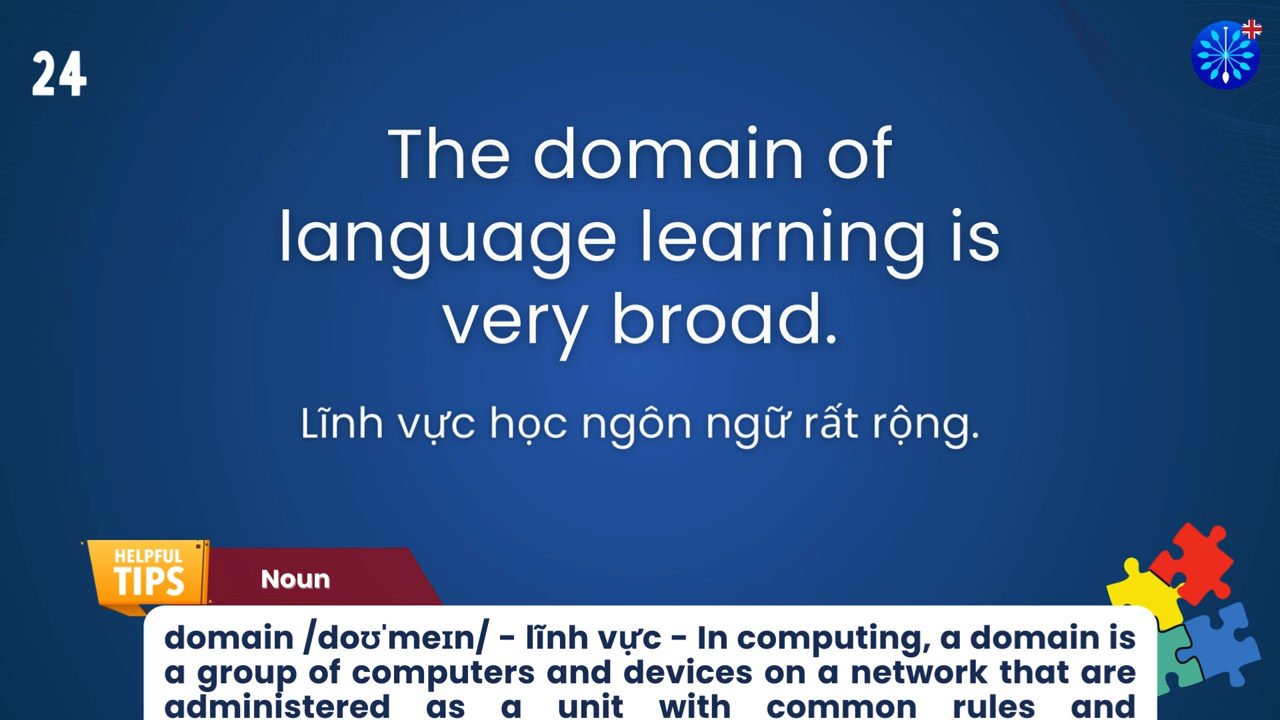 24
The domain of
language learning is
very broad.
Lĩnh vực học ngôn ngữ rất rộng.
HELPFUL
TIPS
Noun
domain /doʊˈmeɪn/ - lĩnh vực - In computing, a domain is
a group of computers and devices on a network that are
administered as a unit with common rules and